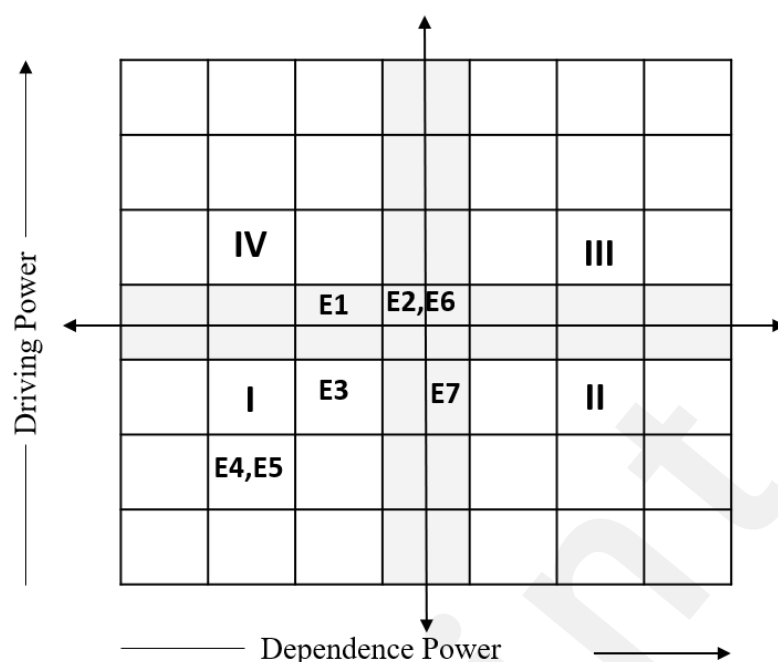 IV
III
E1
E2,E6
Driving Power
I
E3
E7
II
E4,E5
Dependence Power